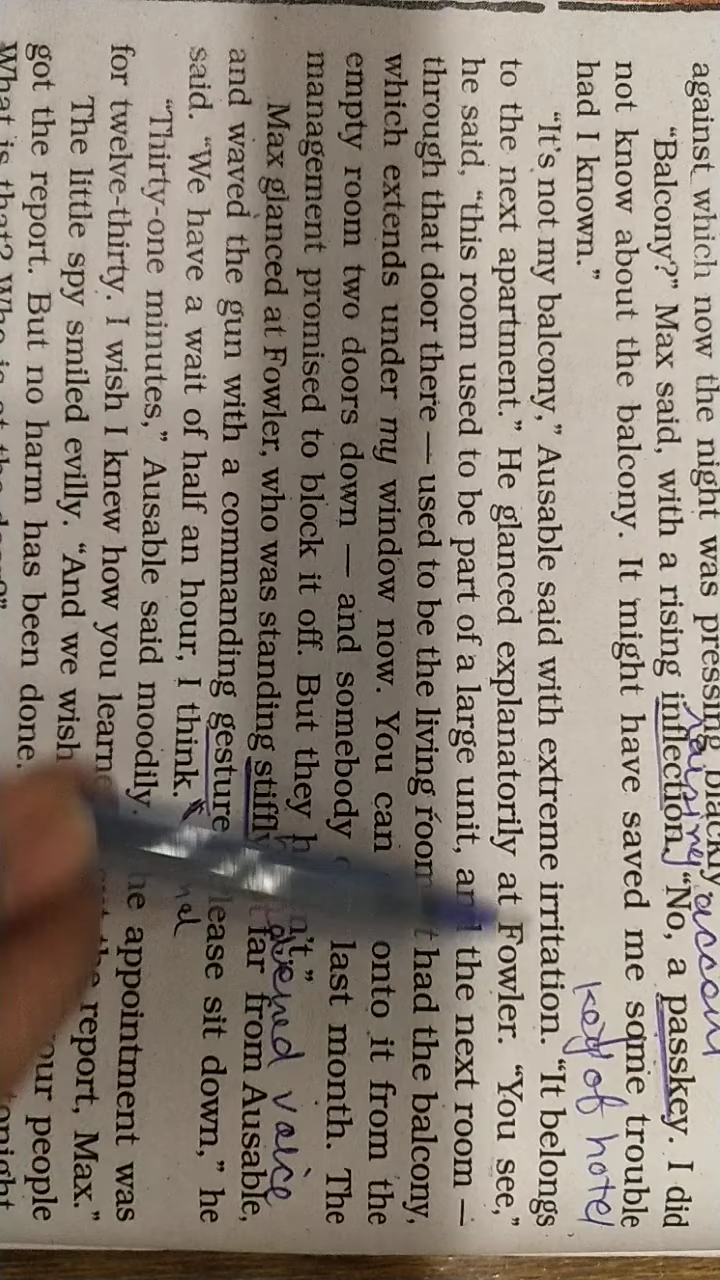 against which now the night was pressing blackly
raising
"Balcony?" Max said, with a rising inflection. "No, a passkey. I did
not know about the balcony. It might have saved me some trouble
had I known."
key of hotel
"It's not my balcony," Ausable said with extreme irritation. "It belongs
to the next apartment." He glanced explanatorily at Fowler. "You see,"
he said, "this room used to be part of a large unit, and the next room —
through that door there — used to be the living room had the balcony,
which extends under my window now. You can onto it from the
empty room two doors down — and somebody last month. The
management promised to block it off. But they
Max glanced at Fowler, who was standing stiffly far from Ausable,
voice
and waved the gun with a commanding gesture lease sit down," he
said. "We have a wait of half an hour, I think.
"Thirty-one minutes," Ausable said moodily. he appointment was
for twelve-thirty. I wish I knew how you the report, Max."
The little spy smiled evilly. "And we wish our people
got the report. But no harm has been done.
What is that? Who is at the door?"